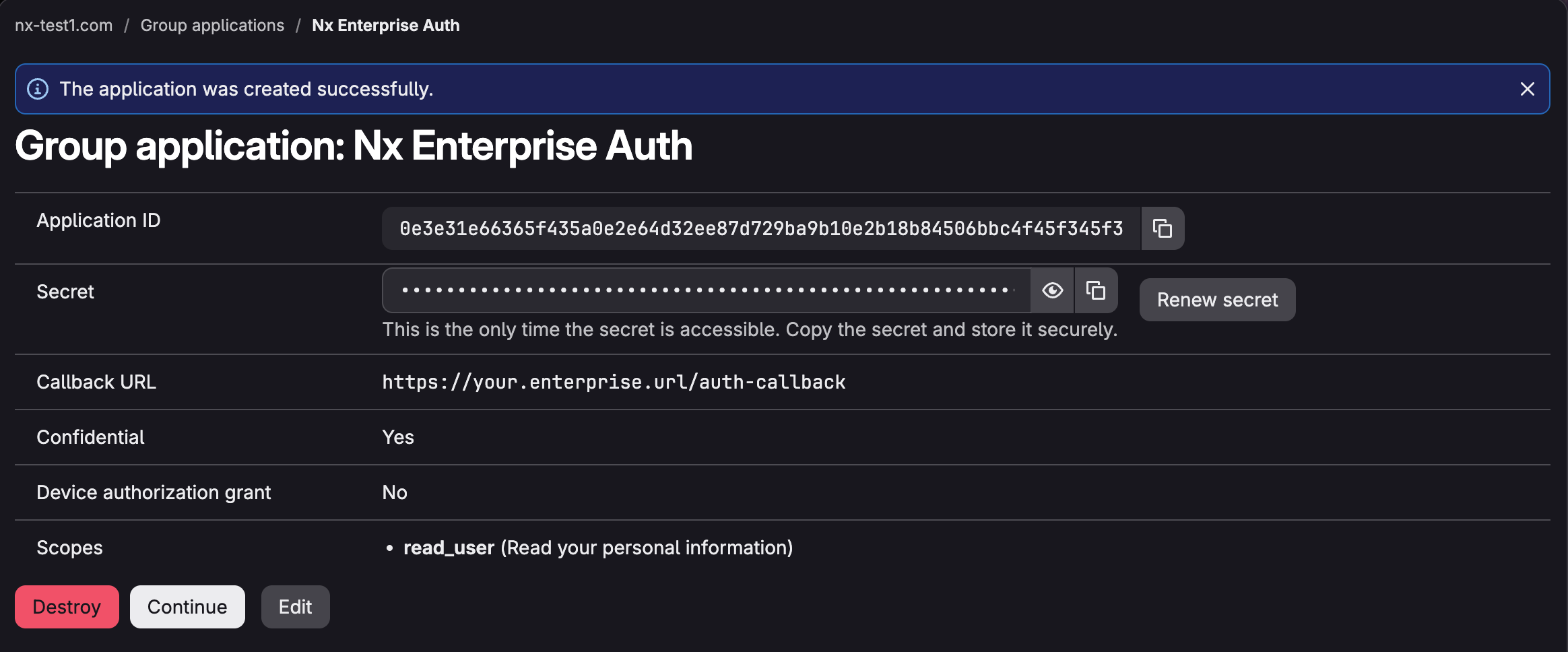 nx-test1.com / Group applications / Nx Enterprise Auth
The application was created successfully.
Group application: Nx Enterprise Auth
Application ID
0e3e31e66365f435a0e2e64d32ee87d729ba9b10e2b18b84506bbc4f45f345f3
Secret
Renew secret
This is the only time the secret is accessible. Copy the secret and store it securely.
Callback URL
https://your.enterprise.url/auth-callback
Confidential
Yes
Device authorization grant
No
Scopes
• read_user (Read your personal information)
Destroy
Continue
Edit